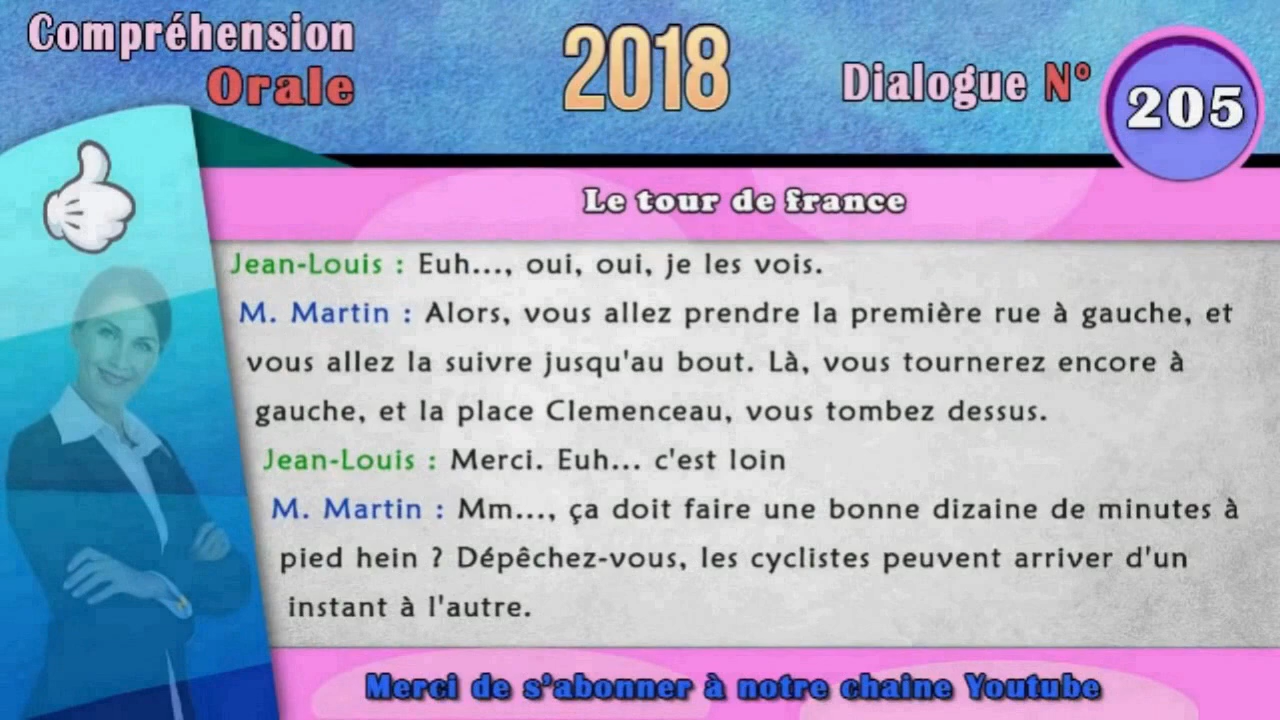 Compréhension
Orale
2018
Dialogue N°
205
Le tour de france
Jean-Louis : Euh..., oui, oui, je les vois.
M. Martin : Alors, vous allez prendre la première rue à gauche, et
vous allez la suivre jusqu'au bout. Là, vous tournerez encore à
gauche, et la place Clemenceau, vous tombez dessus.
Jean-Louis : Merci. Euh... c'est loin
M. Martin : Mm..., ça doit faire une bonne dizaine de minutes à
pied hein ? Dépêchez-vous, les cyclistes peuvent arriver d'un
instant à l'autre.
Merci de s'abonner à notre chaine Youtube